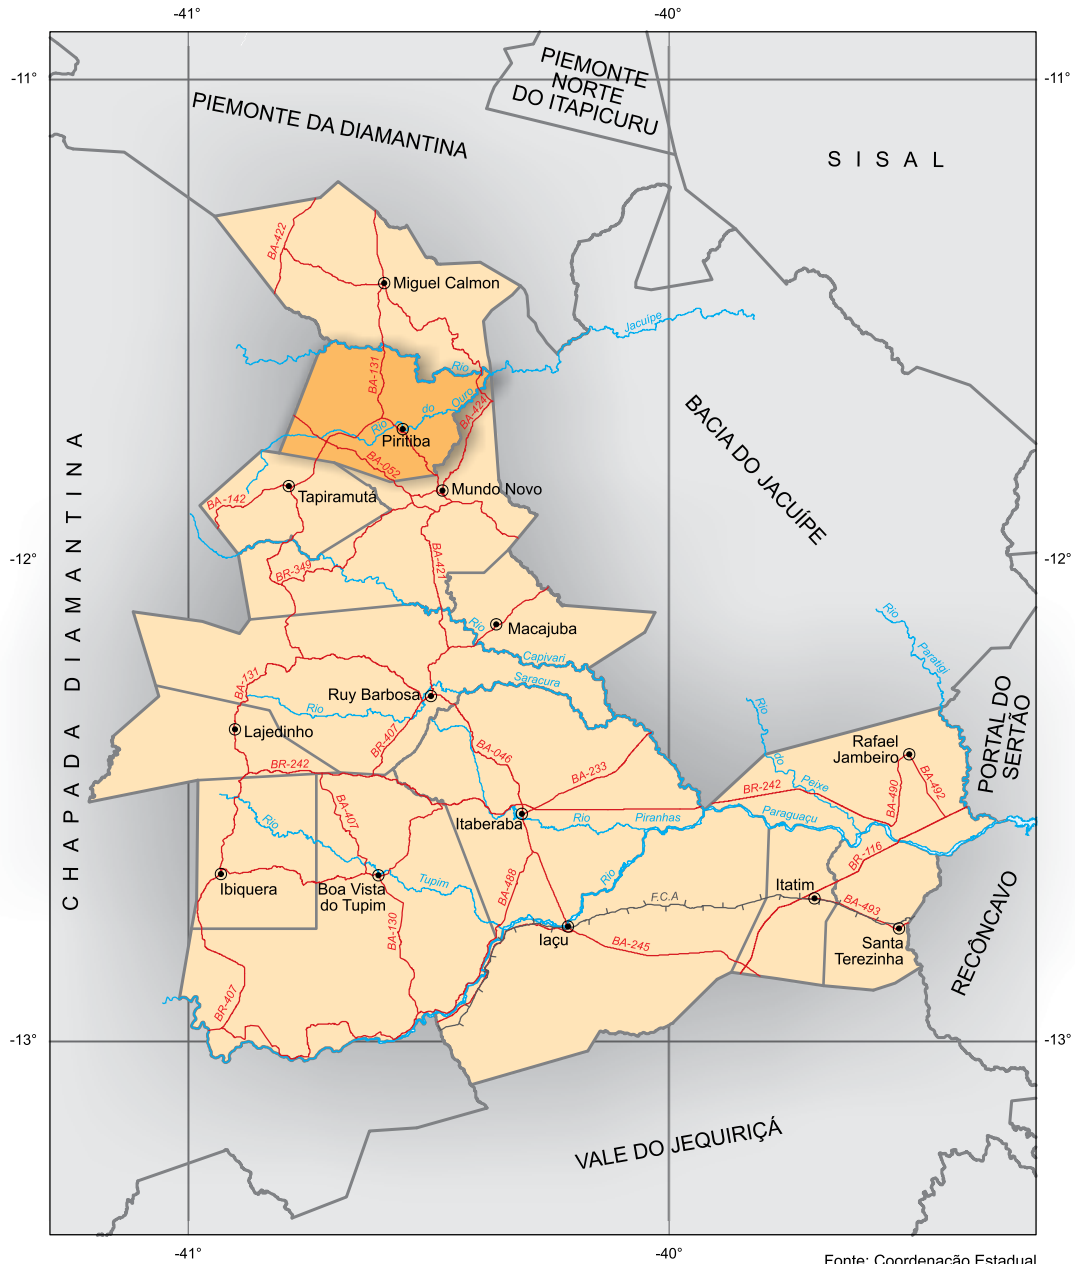 -41°
-40°
-11°
-11°
PIEMONTE
NORTE
DO ITAPICURU
PIEMONTE DA DIAMANTINA
SISAL
BA-422
Miguel Calmon
Jacuípe
BA-131
Rio
Ouro
do
Rio
BA-424
Piritiba
BA-052
BACIA DO JACUÍPE
CHAPADA DIAMANTINA
Tapiramutá
Mundo Novo
BA-142
-12°
-12°
BA-421
BR-349
Rio
Macajuba
Rio
Paratigi
Capivari
Saracura
BA-131
Ruy Barbosa
Rio
Rio
PORTAL DO
SERTÃO
Lajedinho
BR-407
BA-046
Rafael
Jambeiro
do
BR-242
BA-233
Peixe
BR-242
BA-490
BA-492
BA-407
Itaberaba
Rio
Piranhas
Paraguaçu
Rio
BR-116
Ibiquera
Boa Vista
do Tupim
Tupim
BA-488
Rio
F.C.A
Itatim
BA-493
RECÔNCAVO
BA-130
Iaçu
BA-245
Santa
Terezinha
BR-407
-13°
-13°
VALE DO JEQUIRIÇÁ
-41°
-40°
Fonte: Coordenação Estadual